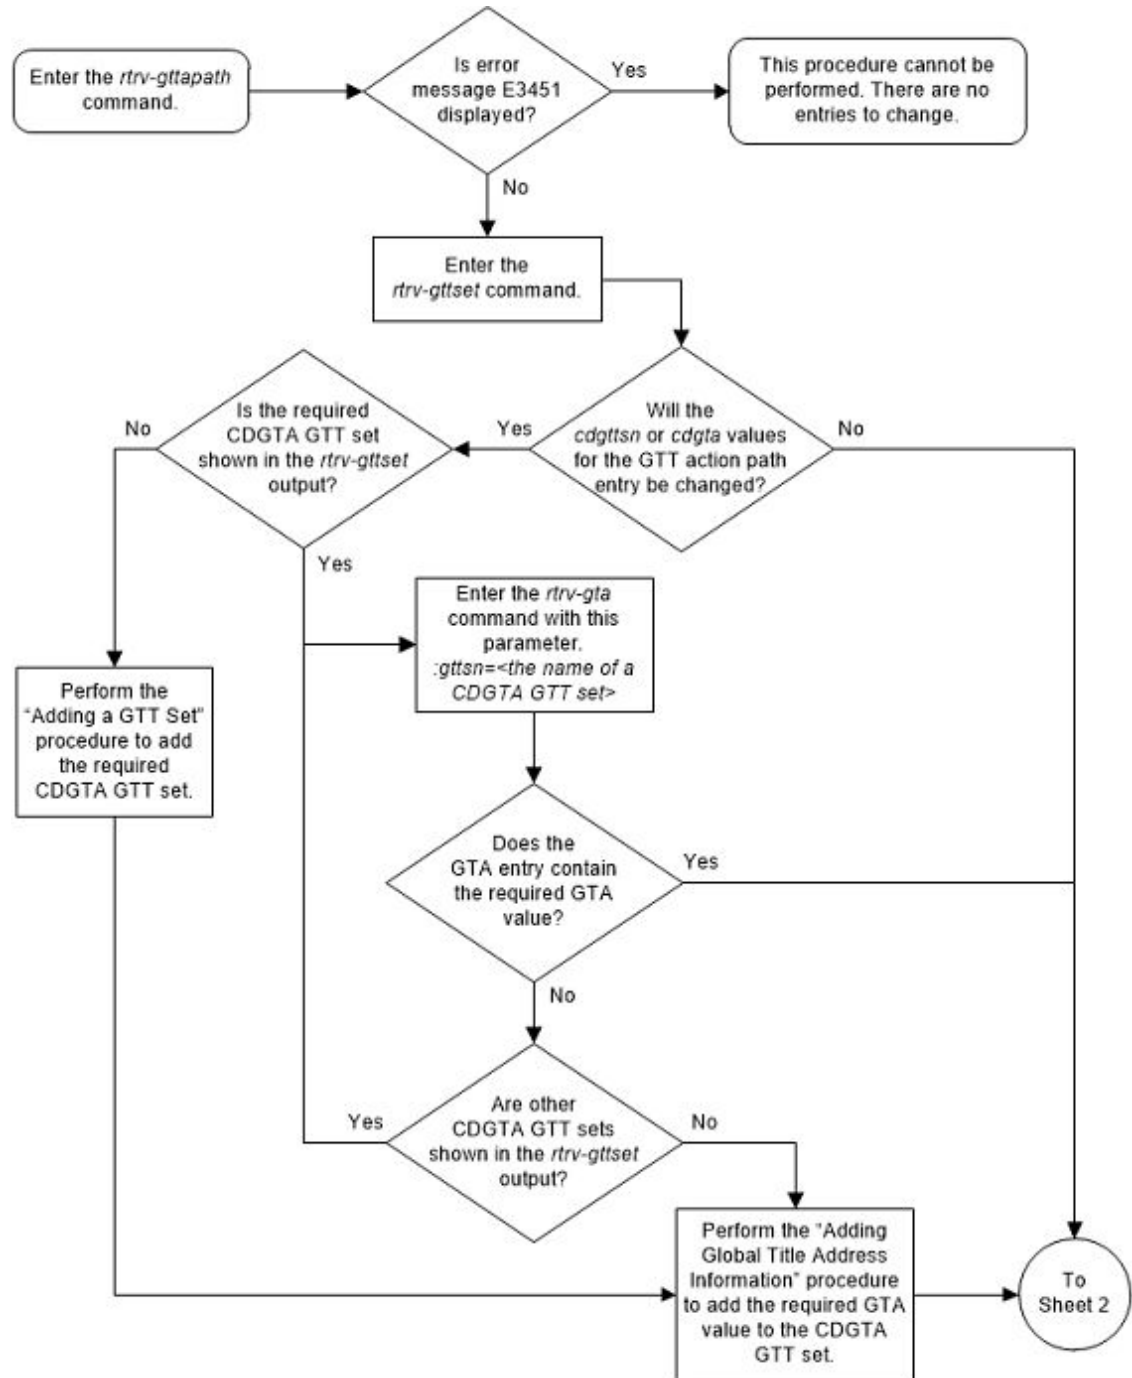 Enter the rtrv-gttapath
command.
Is error
message E3451
displayed?
Yes
This procedure cannot be
performed. There are no
entries to change.
No
Enter the
rtrv-gttset command.
No
Is the required
CDGTA GTT set
shown in the rtrv-gttset
output?
Yes
Will the
cdgttsn or cdgta values
for the GTT action path
entry be changed?
No
Yes
Enter the rtrv-gta
command with this
parameter.
:gttsn=<the name of a
CDGTA GTT set>
Perform the
“Adding a GTT Set”
procedure to add
the required
CDGTA GTT set.
Does the
GTA entry contain
the required GTA
value?
Yes
No
Yes
Are other
CDGTA GTT sets
shown in the rtrv-gttset
output?
No
Perform the “Adding
Global Title Address
Information” procedure
to add the required GTA
value to the CDGTA
GTT set.
To
Sheet 2